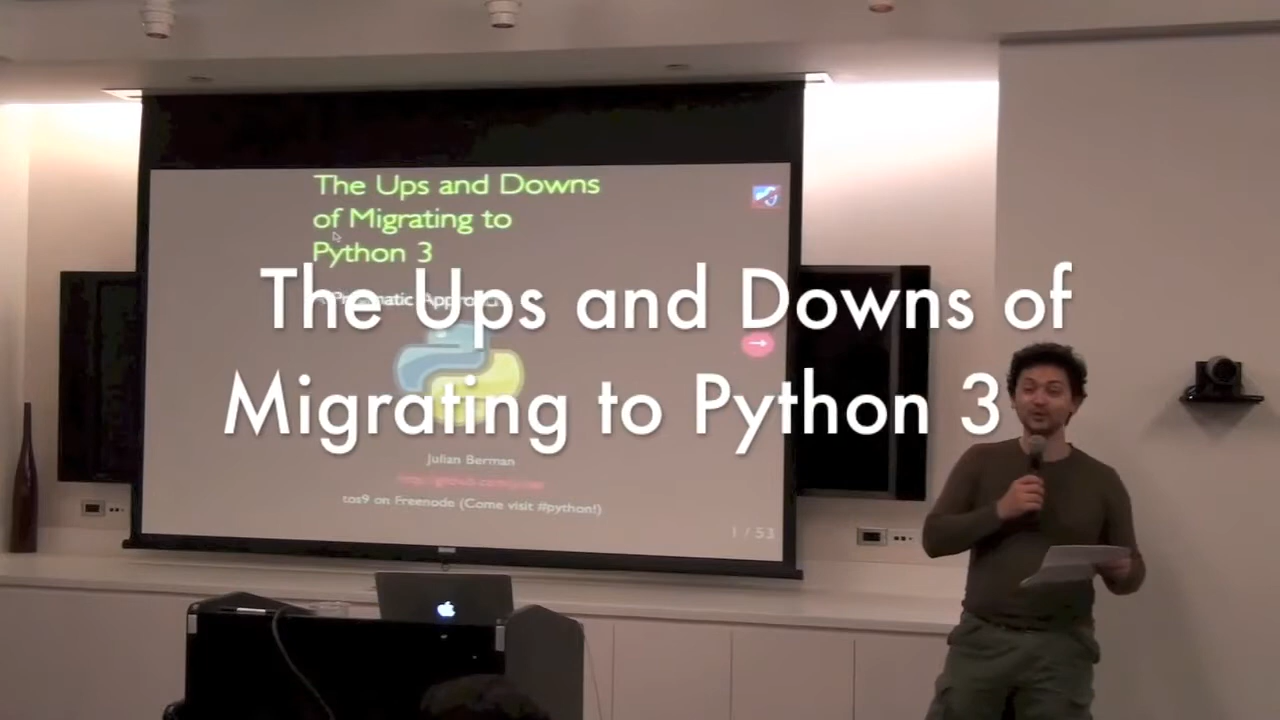 The Ups and Downs
of Migrating to
Python 3
The Ups and Downs of
Migrating to Python 3
Julian Berman
tos9 on Freenode (Come visit #python!)
1 / 53